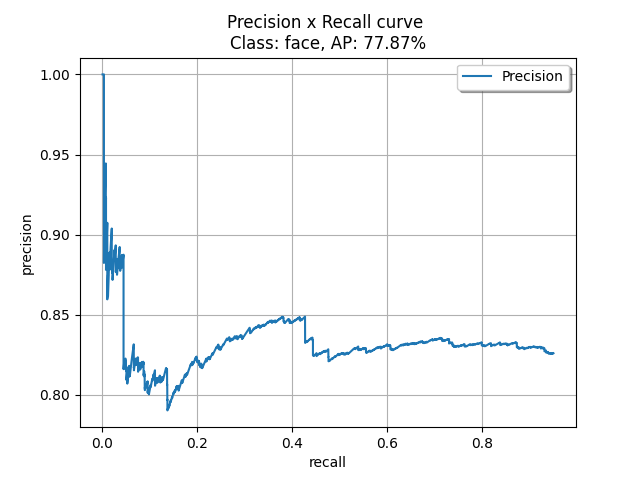 Precision x Recall curve
Class: face, AP: 77.87%
Precision
1.00
0.95
0.90
0.85
0.80
precision
0.0 0.2 0.4 0.6 0.8
recall